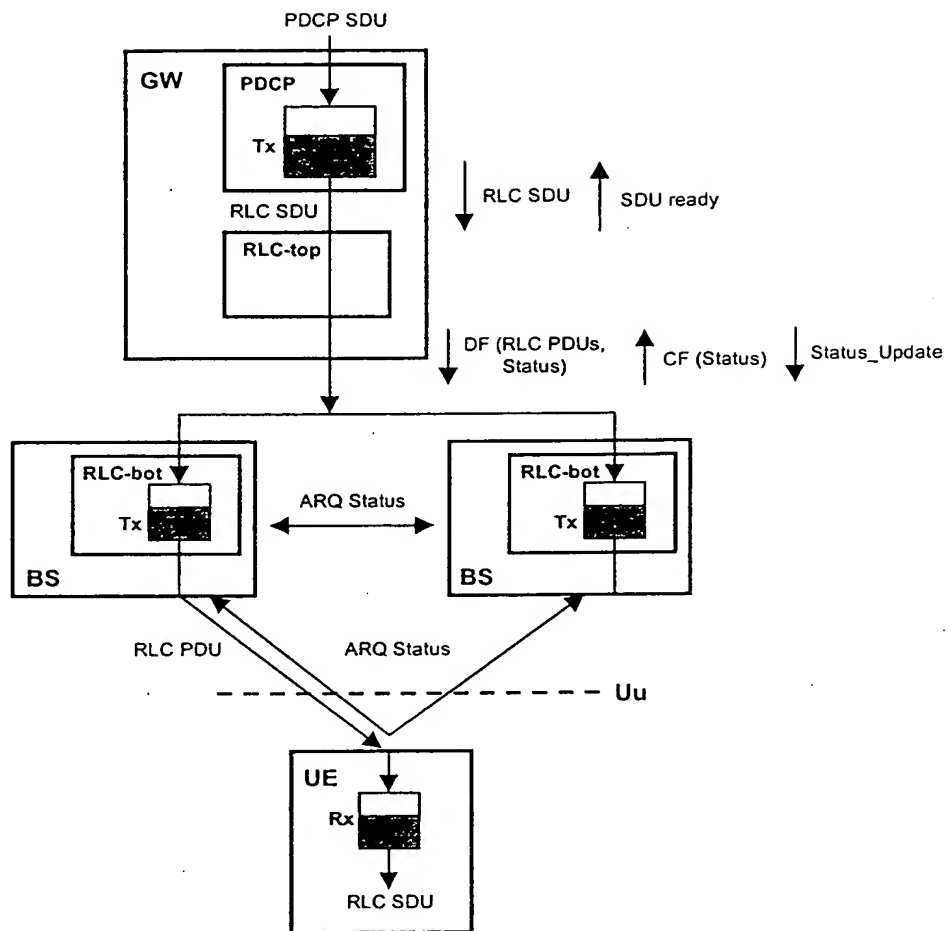 PDCP SDU
GW
PDCP
Tx
RLC SDU
RLC SDU
SDU ready
RLC-top
DF (RLC PDUs,
Status)
CF (Status)
Status_Update
RLC-bot
Tx
BS
ARQ Status
RLC-bot
Tx
BS
RLC PDU
ARQ Status
Uu
UE
Rx
RLC SDU